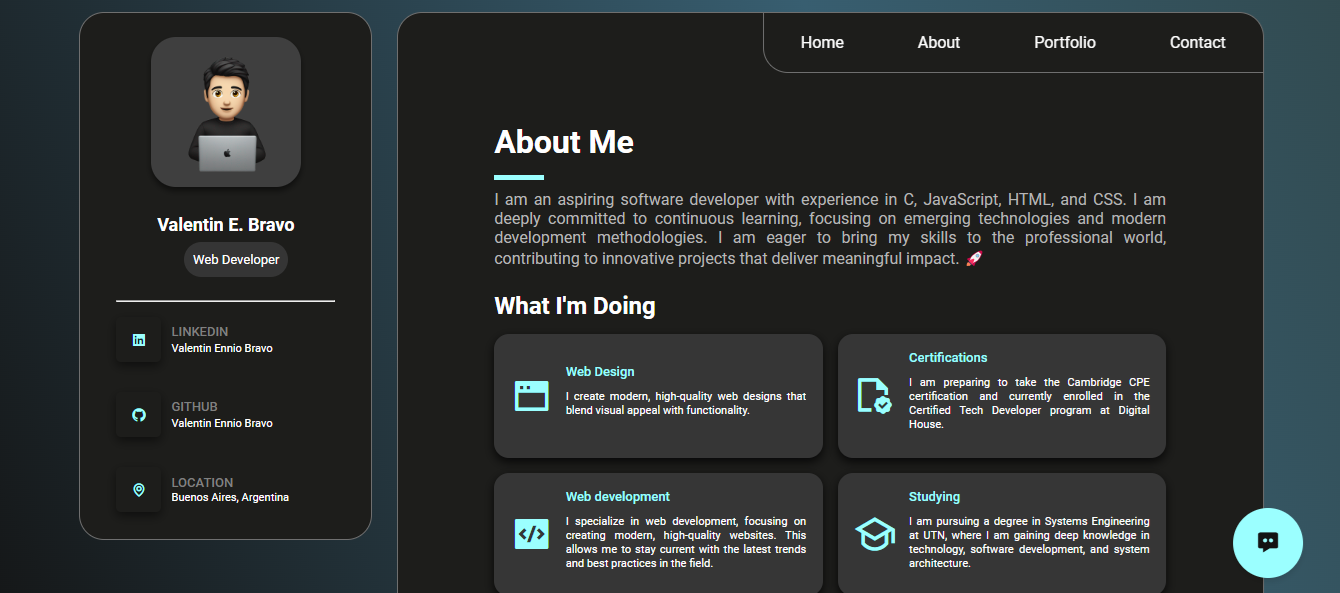 Home About Portfolio Contact
Valentin E. Bravo
Web Developer
LINKEDIN
Valentin Ennio Bravo
GITHUB
Valentin Ennio Bravo
LOCATION
Buenos Aires, Argentina
About Me
I am an aspiring software developer with experience in C, JavaScript, HTML, and CSS. I am
deeply committed to continuous learning, focusing on emerging technologies and modern
development methodologies. I am eager to bring my skills to the professional world,
contributing to innovative projects that deliver meaningful impact. 🚀
What I'm Doing
Web Design
I create modern, high-quality web designs that
blend visual appeal with functionality.
Certifications
I am preparing to take the Cambridge CPE
certification and currently enrolled in the
Certified Tech Developer program at Digital
House.
Web development
I specialize in web development, focusing on
creating modern, high-quality websites. This
allows me to stay current with the latest trends
and best practices in the field.
Studying
I am pursuing a degree in Systems Engineering
at UTN, where I am gaining deep knowledge in
technology, software development, and system
architecture.